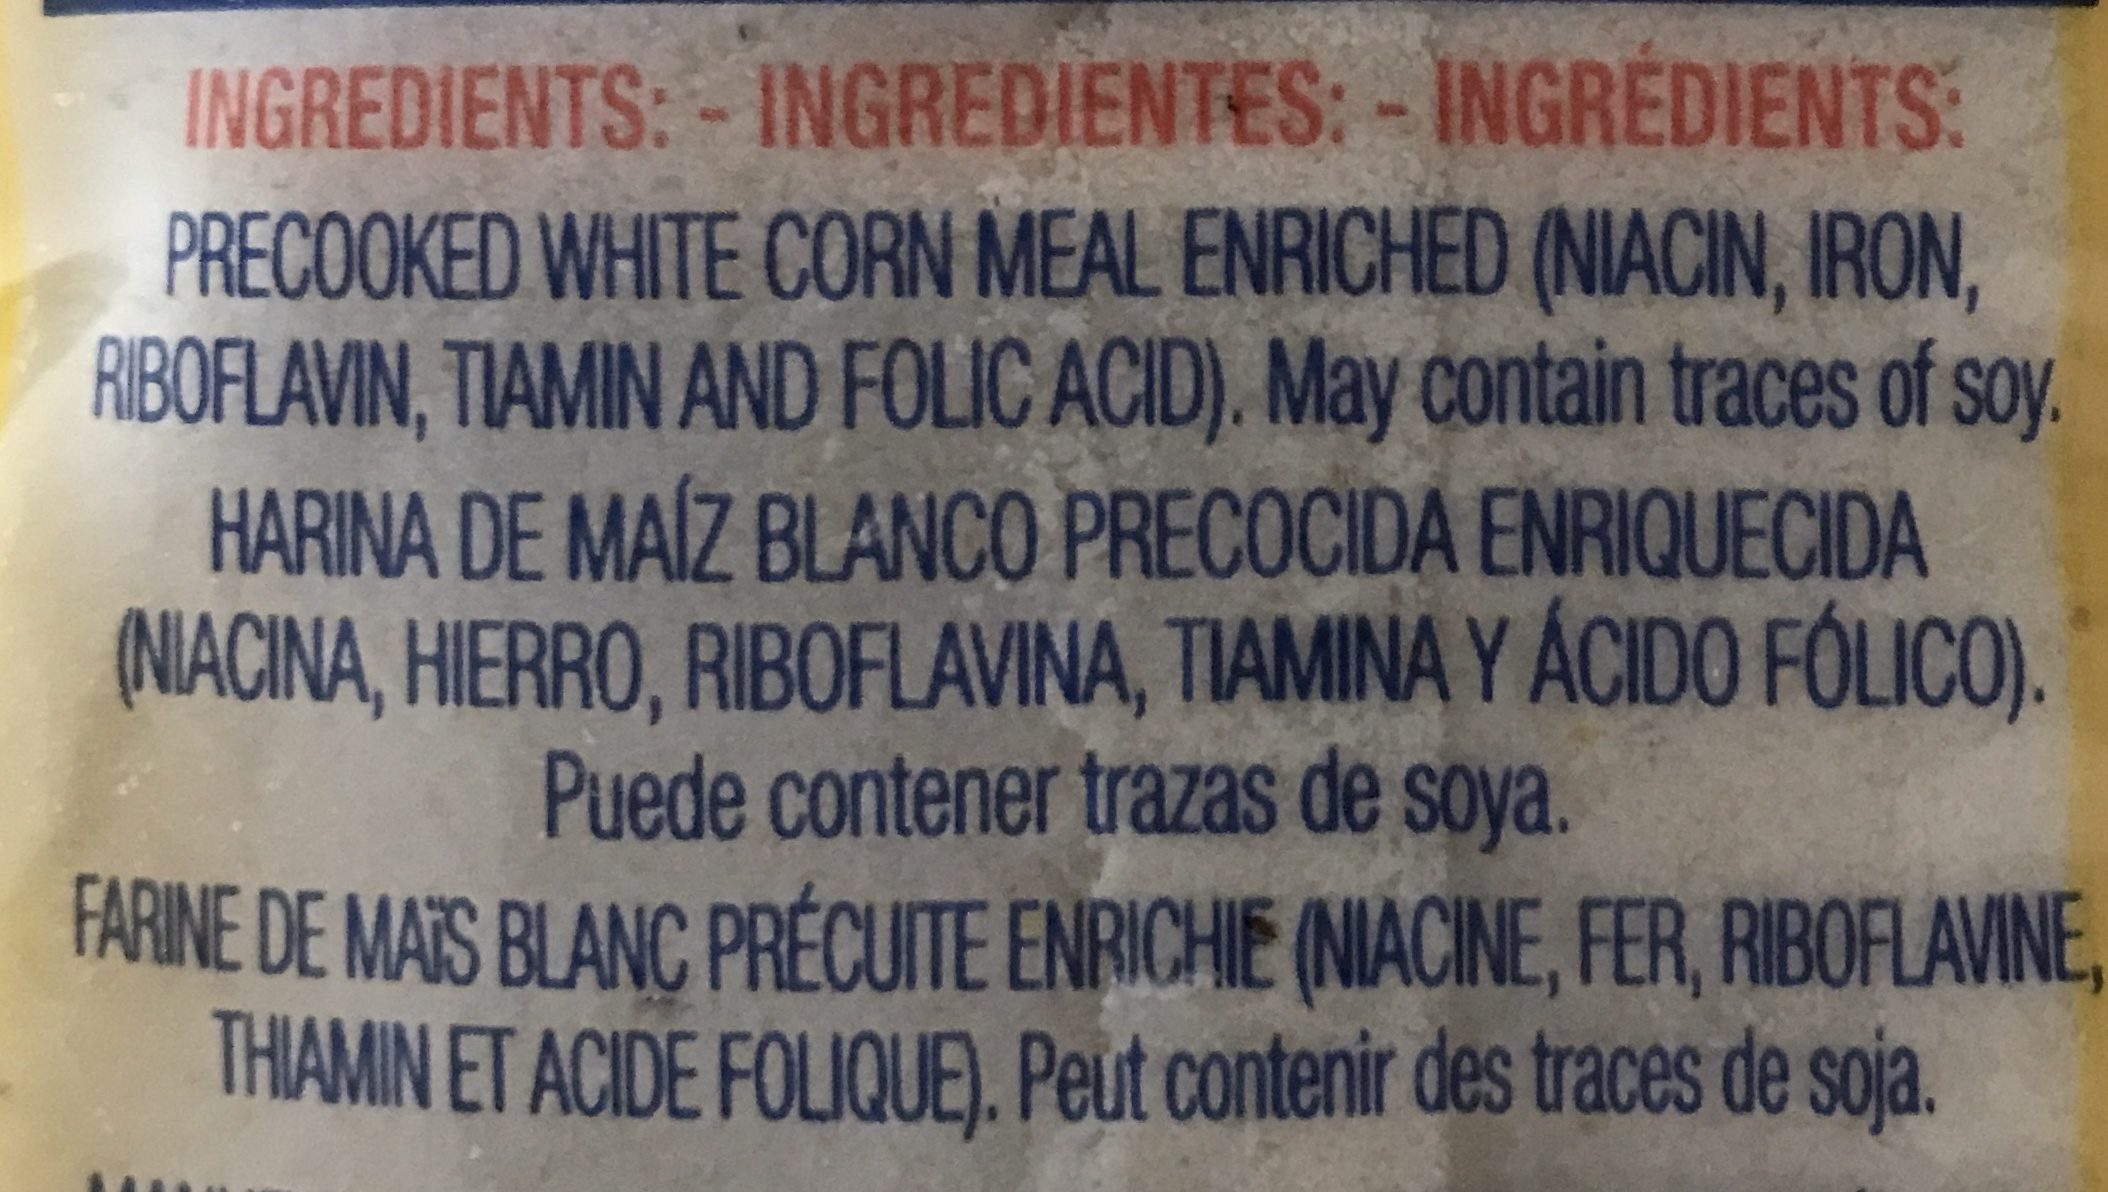 INGREDIENTS: - INGREDIENTES: - INGRÉDIENTS:
PRECOOKED WHITE CORN MEAL ENRICHED (NIACIN, IRON,
RIBOFLAVIN, TIAMIN AND FOLIC ACID). May contain traces of soy.
HARINA DE MAÍZ BLANCO PRECOCIDA ENRIQUECIDA
(NIACINA, HIERRO, RIBOFLAVINA, TIAMINA Y ÁCIDO FÓLICO).
Puede contener trazas de soya.
FARINE DE MAïS BLANC PRÉCUITE ENRICHIE (NIACINE, FER, RIBOFLAVINE,
THIAMIN ET ACIDE FOLIQUE). Peut contenir des traces de soja.